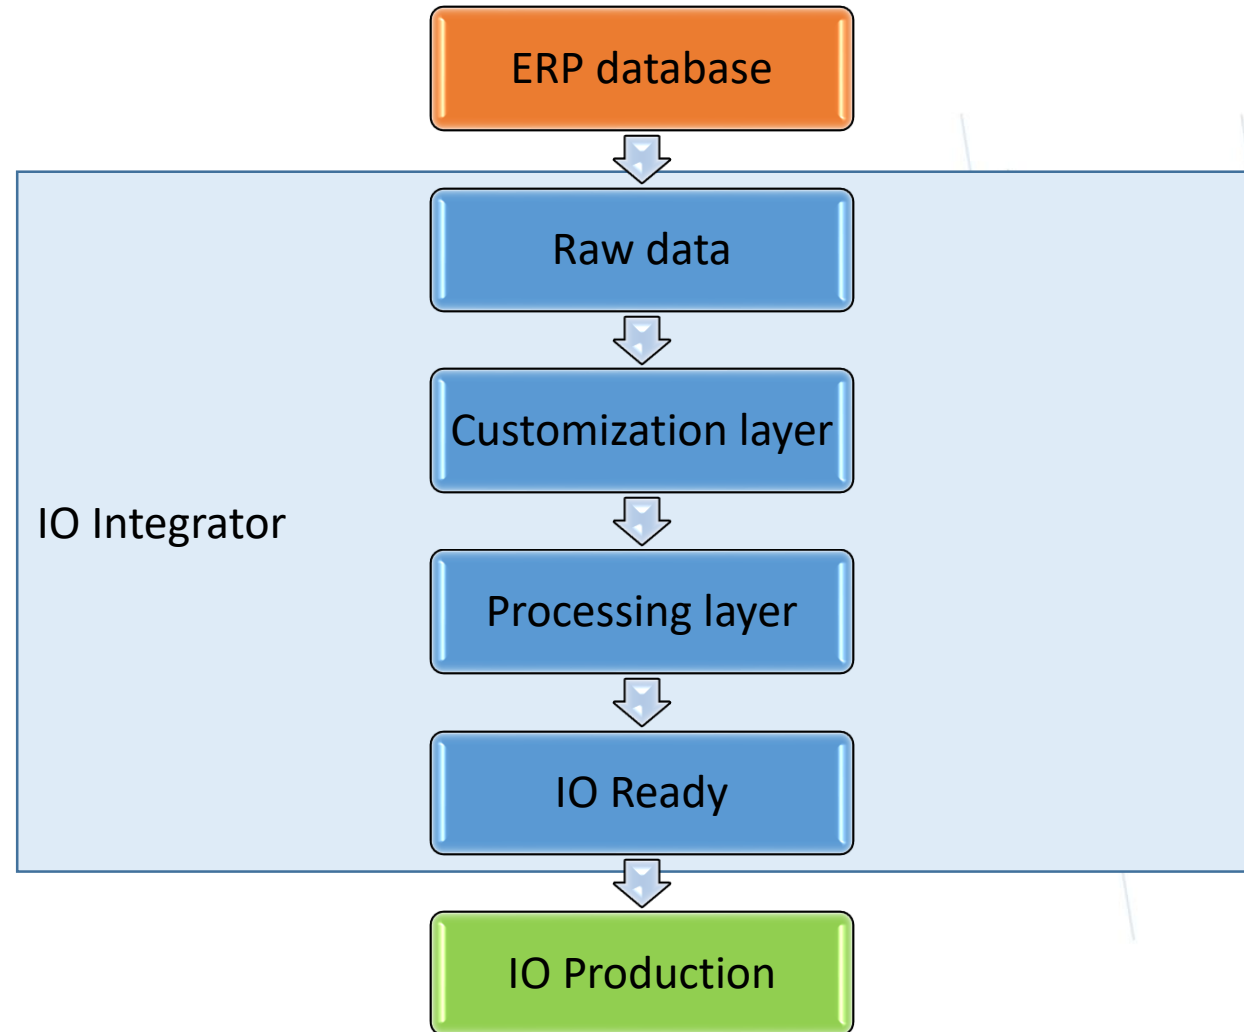 ERP database
Raw data
Customization layer
IO Integrator
Processing layer
IO Ready
IO Production